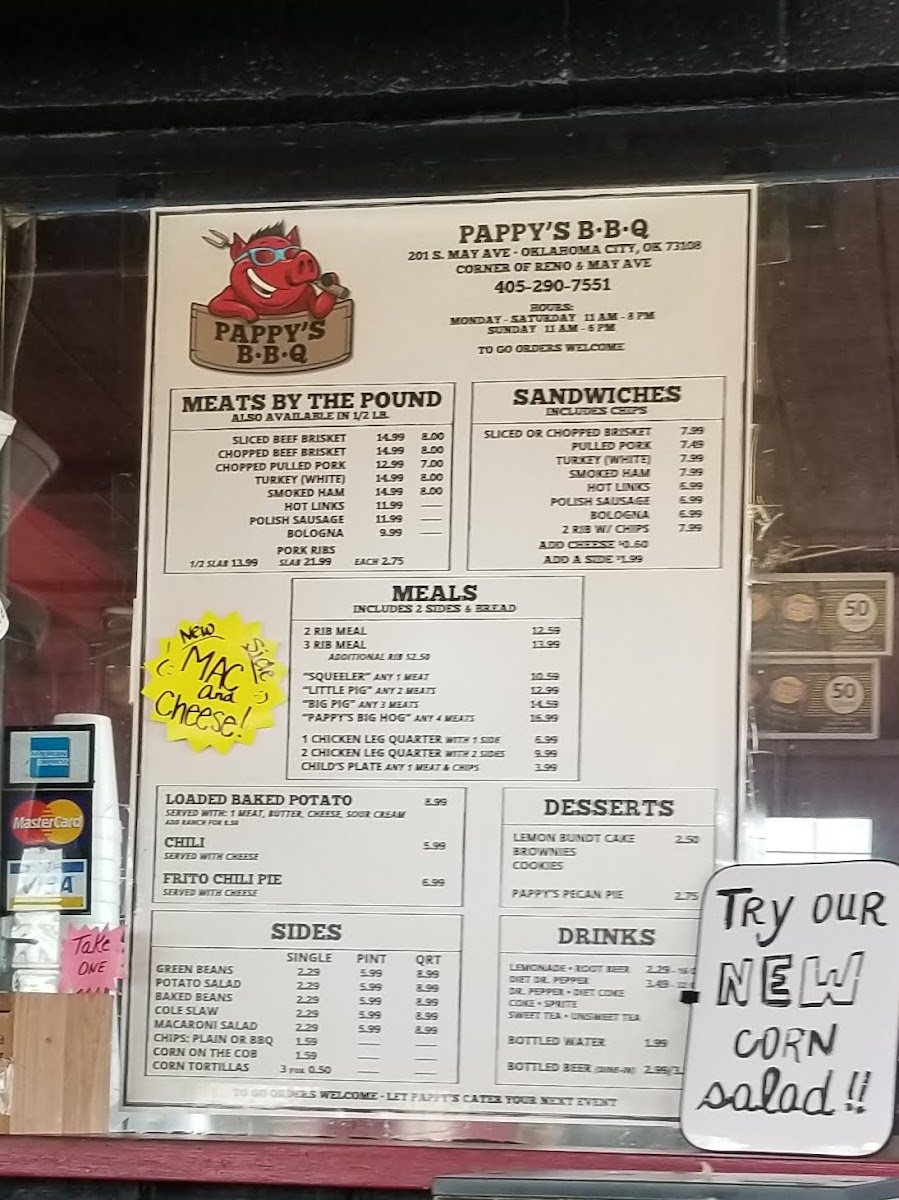 PAPPY'S B·B·Q
201 S. MAY AVE · OKLAHOMA CITY, OK 73108
CORNER OF RENO & MAY AVE
405-290-7551
HOURS:
MONDAY - SATURDAY 11 AM - 8 PM
SUNDAY 11 AM - 6 PM
TO GO ORDERS WELCOME
PAPPY'S
B·B·Q
MEATS BY THE POUND
ALSO AVAILABLE IN 1/2 LB.
SLICED BEEF BRISKET 14.99 8.00
CHOPPED BEEF BRISKET 14.99 8.00
CHOPPED PULLED PORK 12.99 7.00
TURKEY (WHITE) 14.99 8.00
SMOKED HAM 14.99 8.00
HOT LINKS 11.99 —
POLISH SAUSAGE 11.99 —
BOLOGNA 9.99 —
PORK RIBS
1/2 SLAB 13.99 SLAB 21.99 EACH 2.75
SANDWICHES
INCLUDES CHIPS
SLICED OR CHOPPED BRISKET 7.99
PULLED PORK 7.49
TURKEY (WHITE) 7.99
SMOKED HAM 7.99
HOT LINKS 6.99
POLISH SAUSAGE 6.99
BOLOGNA 6.99
2 RIB W/ CHIPS 7.99
ADD CHEESE $0.60
ADD A SIDE $1.99
MEALS
INCLUDES 2 SIDES & BREAD
2 RIB MEAL 12.59
3 RIB MEAL 13.99
ADDITIONAL RIB $2.50
"SQUEELER" ANY 1 MEAT 10.59
"LITTLE PIG" ANY 2 MEATS 12.99
"BIG PIG" ANY 3 MEATS 14.59
"PAPPY'S BIG HOG" ANY 4 MEATS 16.99
1 CHICKEN LEG QUARTER WITH 1 SIDE 6.99
2 CHICKEN LEG QUARTER WITH 2 SIDES 9.99
CHILD'S PLATE ANY 1 MEAT & CHIPS 3.99
New Side
MAC
and
Cheese!
50
50
AMERICAN
EXPRESS
MasterCard
VISA
Take
ONE
LOADED BAKED POTATO 8.99
SERVED WITH: 1 MEAT, BUTTER, CHEESE, SOUR CREAM
ADD RANCH FOR
CHILI 5.99
SERVED WITH CHEESE
FRITO CHILI PIE 6.99
SERVED WITH CHEESE
DESSERTS
LEMON BUNDT CAKE 2.50
BROWNIES
COOKIES
PAPPY'S PECAN PIE 2.75
SIDES
SINGLE PINT QRT
GREEN BEANS 2.29 5.99 8.99
POTATO SALAD 2.29 5.99 8.99
BAKED BEANS 2.29 5.99 8.99
COLE SLAW 2.29 5.99 8.99
MACARONI SALAD 2.29 5.99 8.99
CHIPS: PLAIN OR BBQ 1.59 — —
CORN ON THE COB 1.59 — —
CORN TORTILLAS 3 FOR 0.50 — —
DRINKS
LEMONADE · ROOT BEER 2.29 - 16
DIET DR. PEPPER 3.49 - 32
DR. PEPPER · DIET COKE
COKE · SPRITE
SWEET TEA · UNSWEET TEA
BOTTLED WATER 1.99
BOTTLED BEER (DINE-IN) 2.99/3.
TO GO ORDERS WELCOME - LET PAPPY'S CATER YOUR NEXT EVENT
TRY OUR
NEW
CORN
salad!!